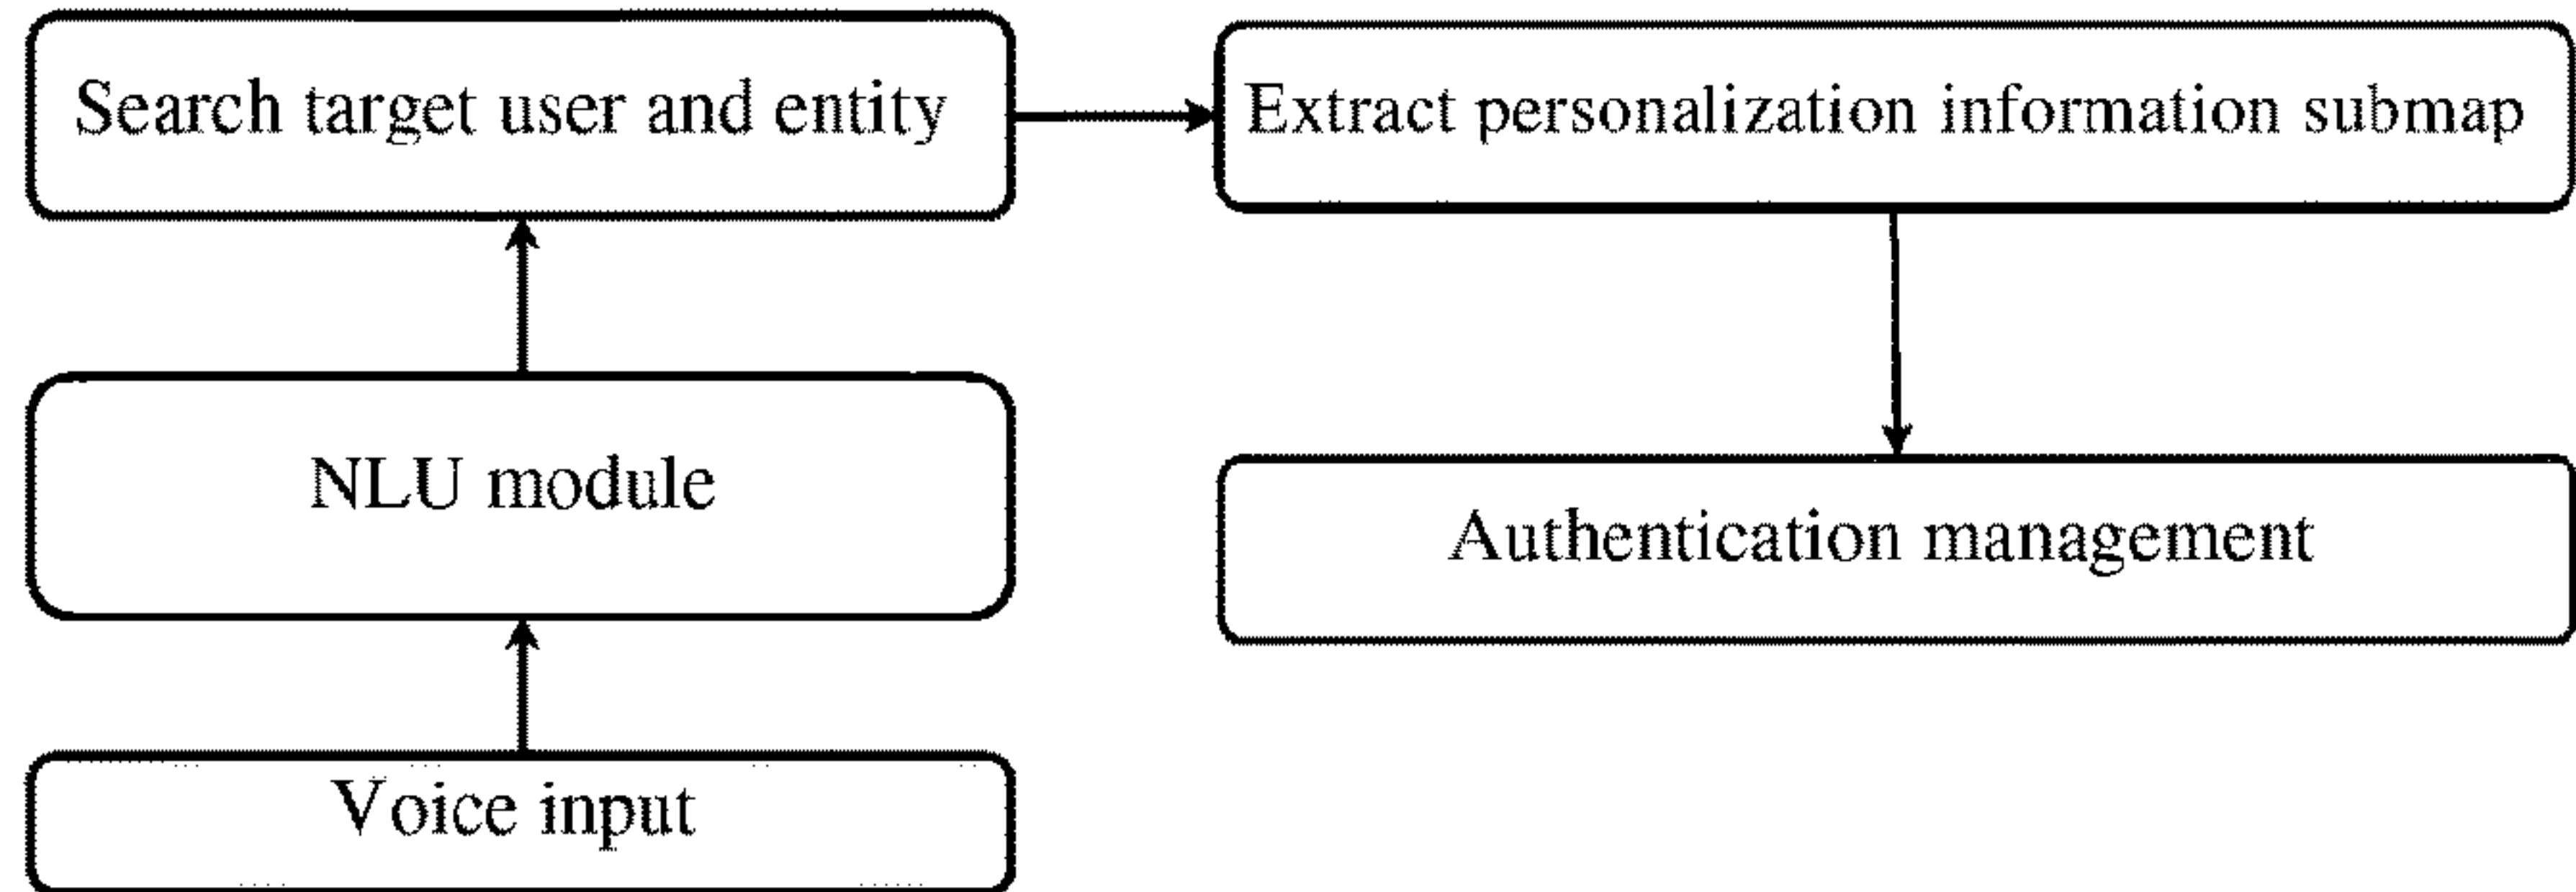 Search target user and entity
Extract personalization information submap
NLU module
Authentication management
Voice input